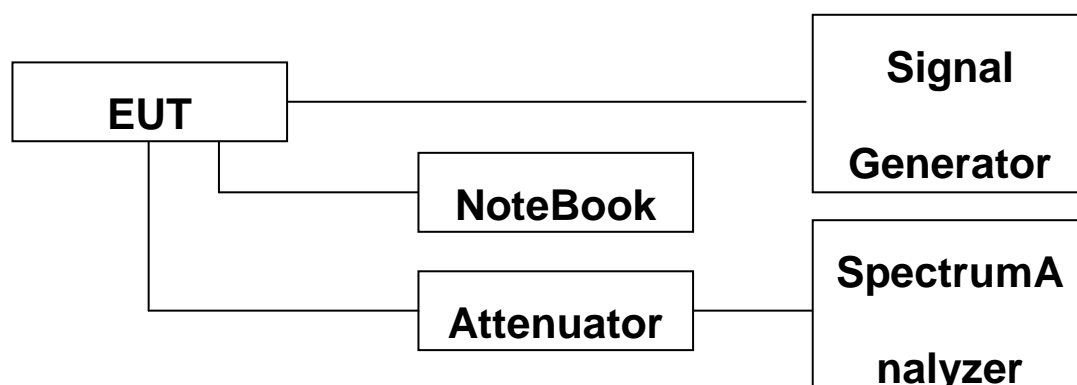 EUT
Signal
Generator
NoteBook
Attenuator
SpectrumA
nalyzer